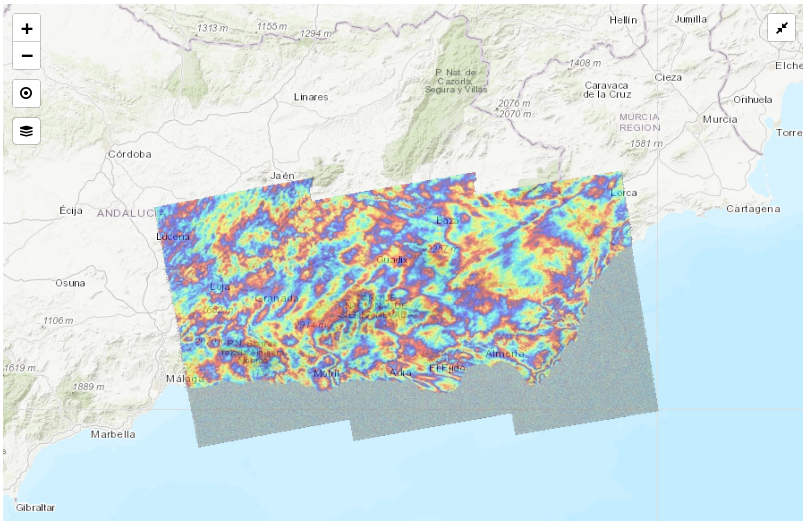 +
−
1313 m
1155 m
1294 m
Hellín
Jumilla
Elche
1408 m
Cieza
P. Nat. de
Cazorla,
Segura y Villas
Linares
Caravaca
de la Cruz
Orihuela
2076 m
2070 m
MURCIA
REGION
Murcia
Torre
1581 m
Córdoba
Jaén
Lorca
Écija
ANDALUCIA
Cartagena
Baza
Lucena
Guadix
Osuna
Loja
Granada
1106 m
1619 m
Almería
Málaga
Motril
Adra
El Ejido
1889 m
Marbella
Gibraltar